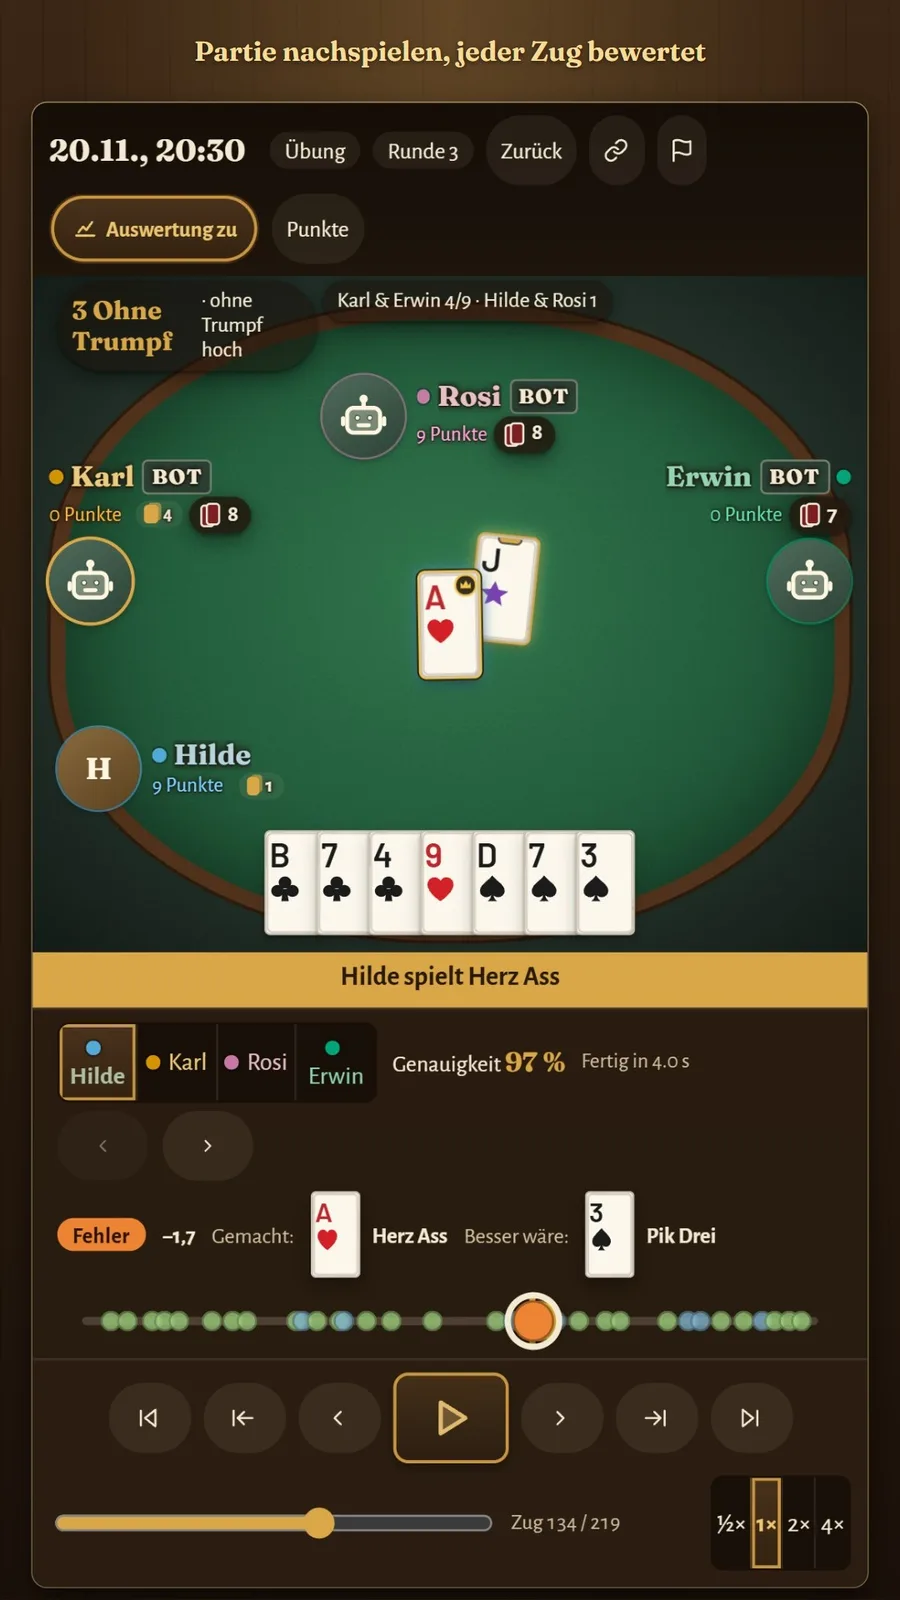 Partie nachspielen, jeder Zug bewertet
20.11., 20:30 Übung Runde 3 Zurück
Auswertung zu Punkte
3 Ohne Trumpf · ohne Trumpf hoch
Karl & Erwin 4/9 · Hilde & Rosi 1
Rosi BOT
9 Punkte 8
Karl BOT
0 Punkte 4 8
Erwin BOT
0 Punkte 7
J
A
H
Hilde
9 Punkte 1
B 7 4 9 D 7 3
Hilde spielt Herz Ass
Hilde Karl Rosi Erwin Genauigkeit 97 % Fertig in 4.0 s
Fehler −1,7 Gemacht: A Herz Ass Besser wäre: 3 Pik Drei
Zug 134 / 219 ½× 1× 2× 4×